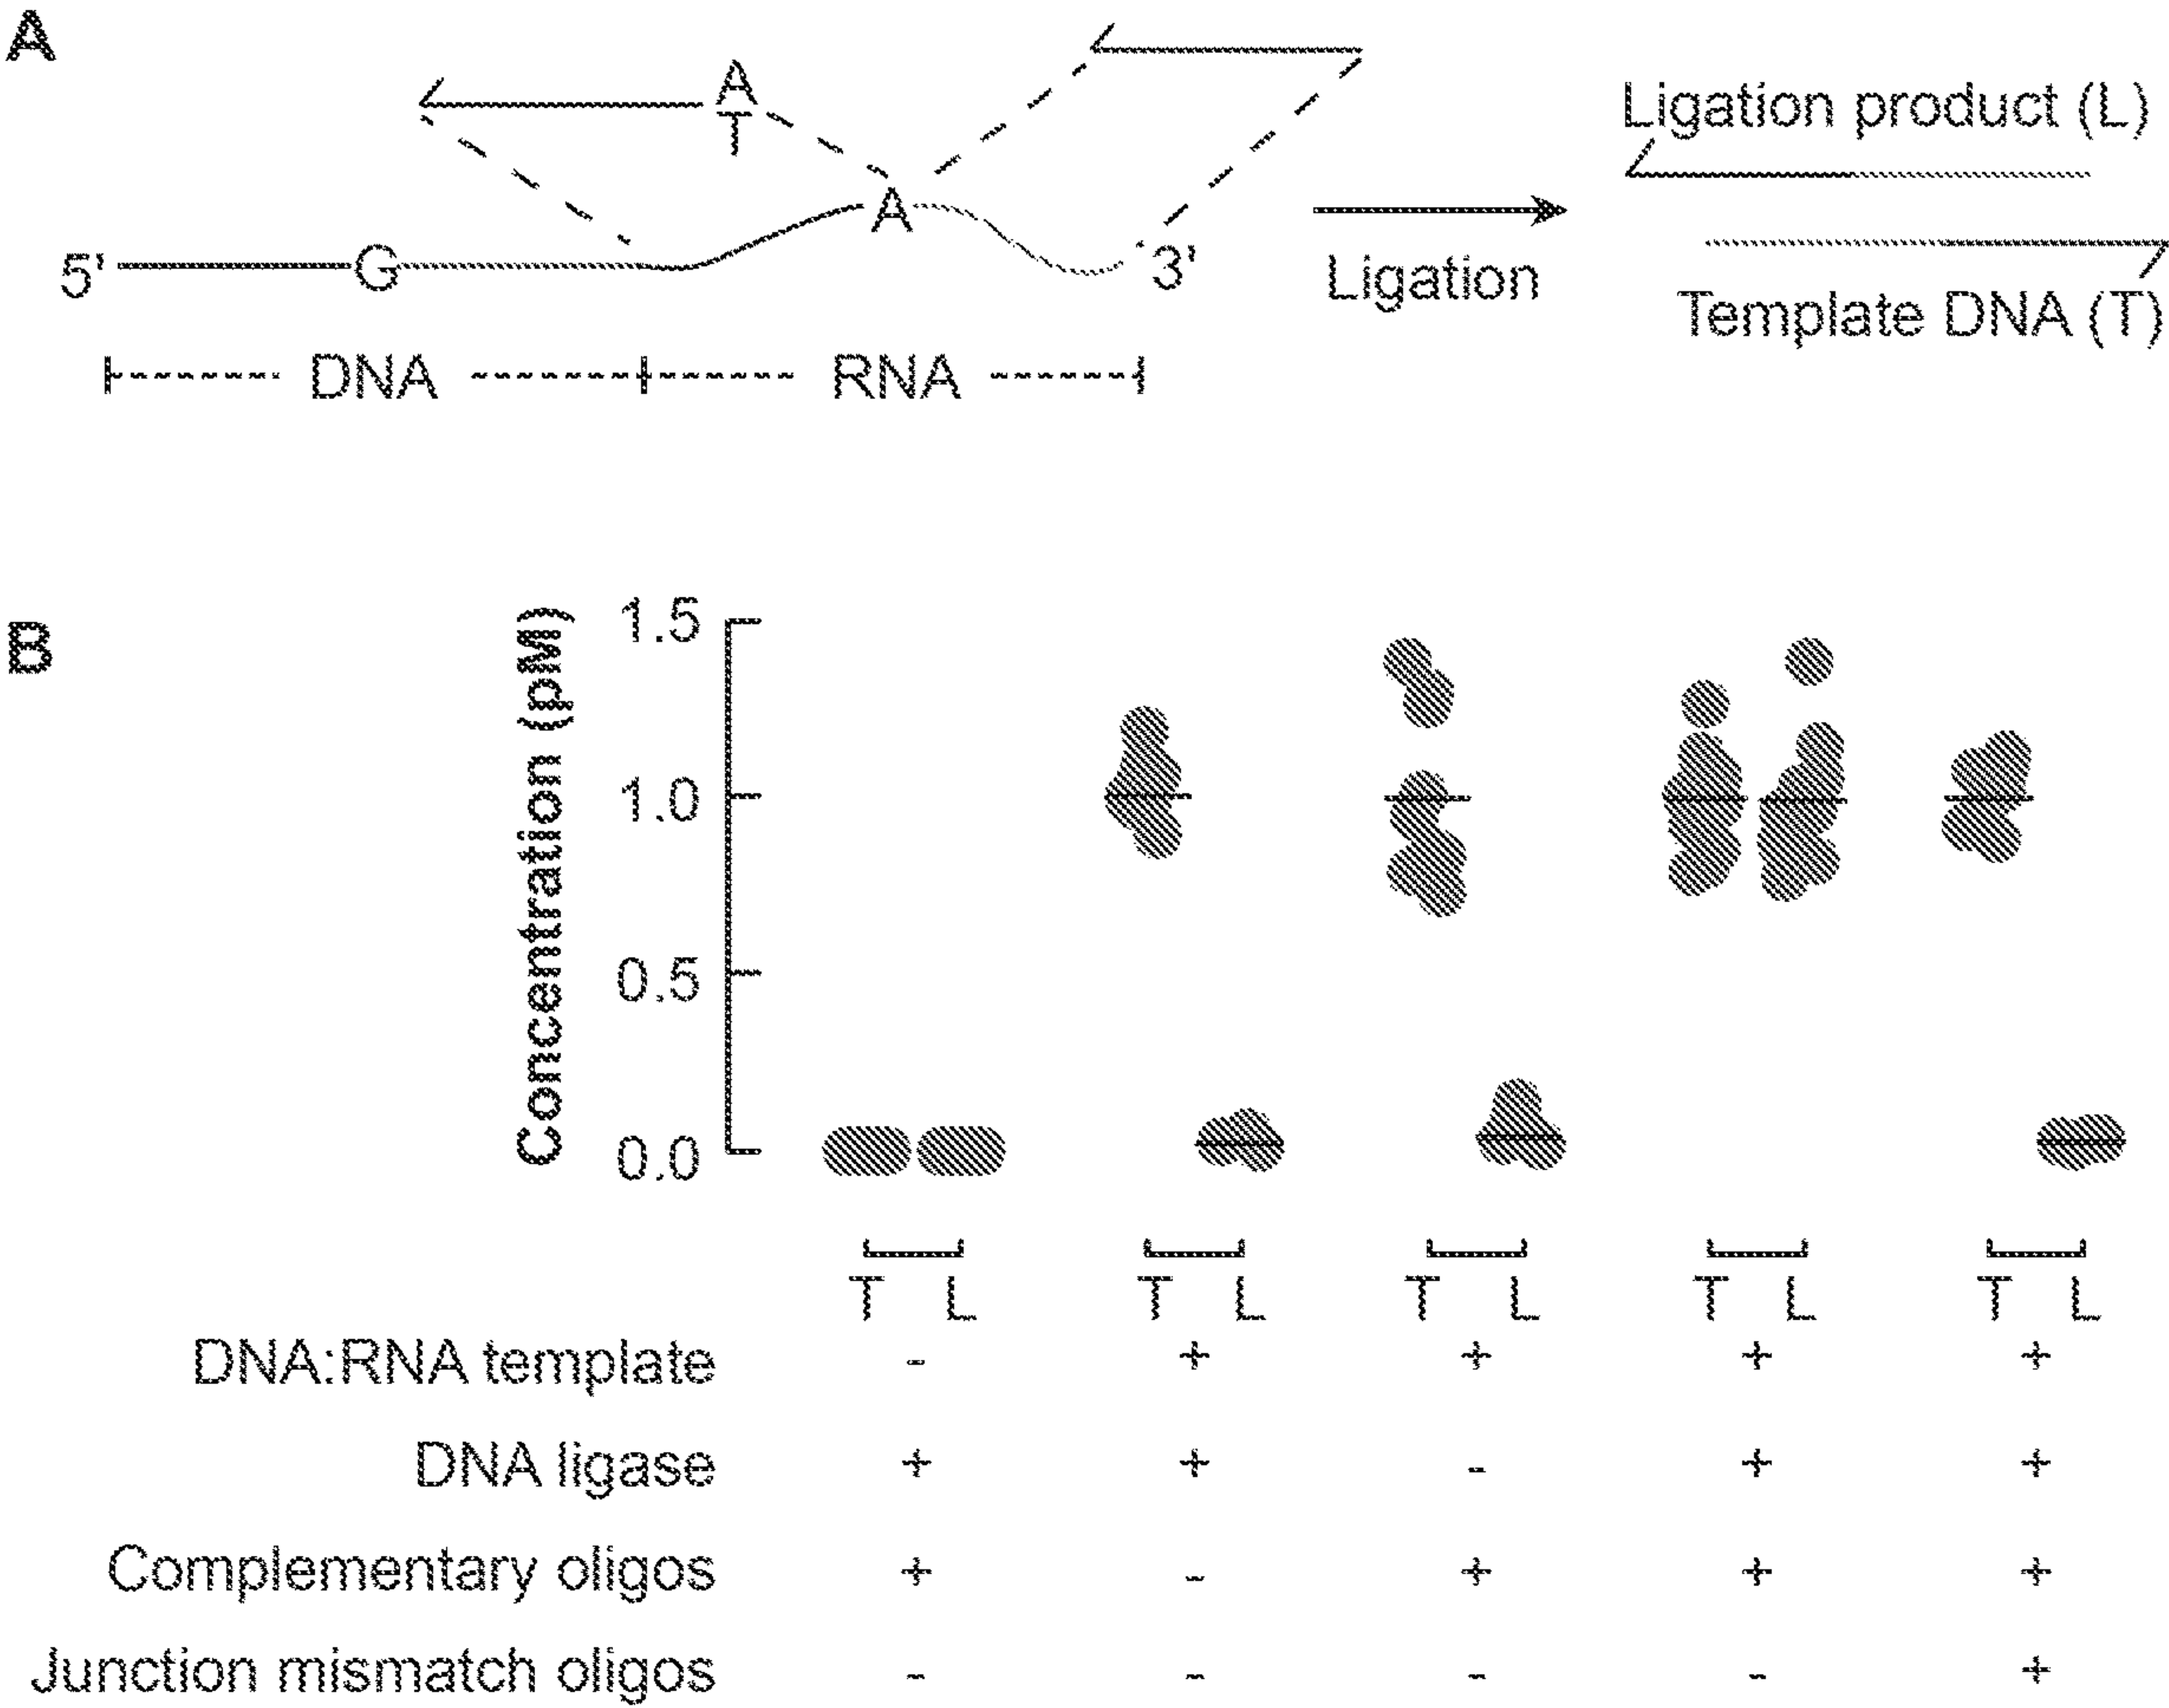 A
A
T
A
5' G 3'
DNA RNA
Ligation
Ligation product (L)
Template DNA (T)
B
Concentration (pM)
1.5
1.0
0.5
0.0
T L T L T L T L T L
DNA:RNA template - + + + +
DNA ligase + + - + +
Complementary oligos + - + + +
Junction mismatch oligos - - - - +